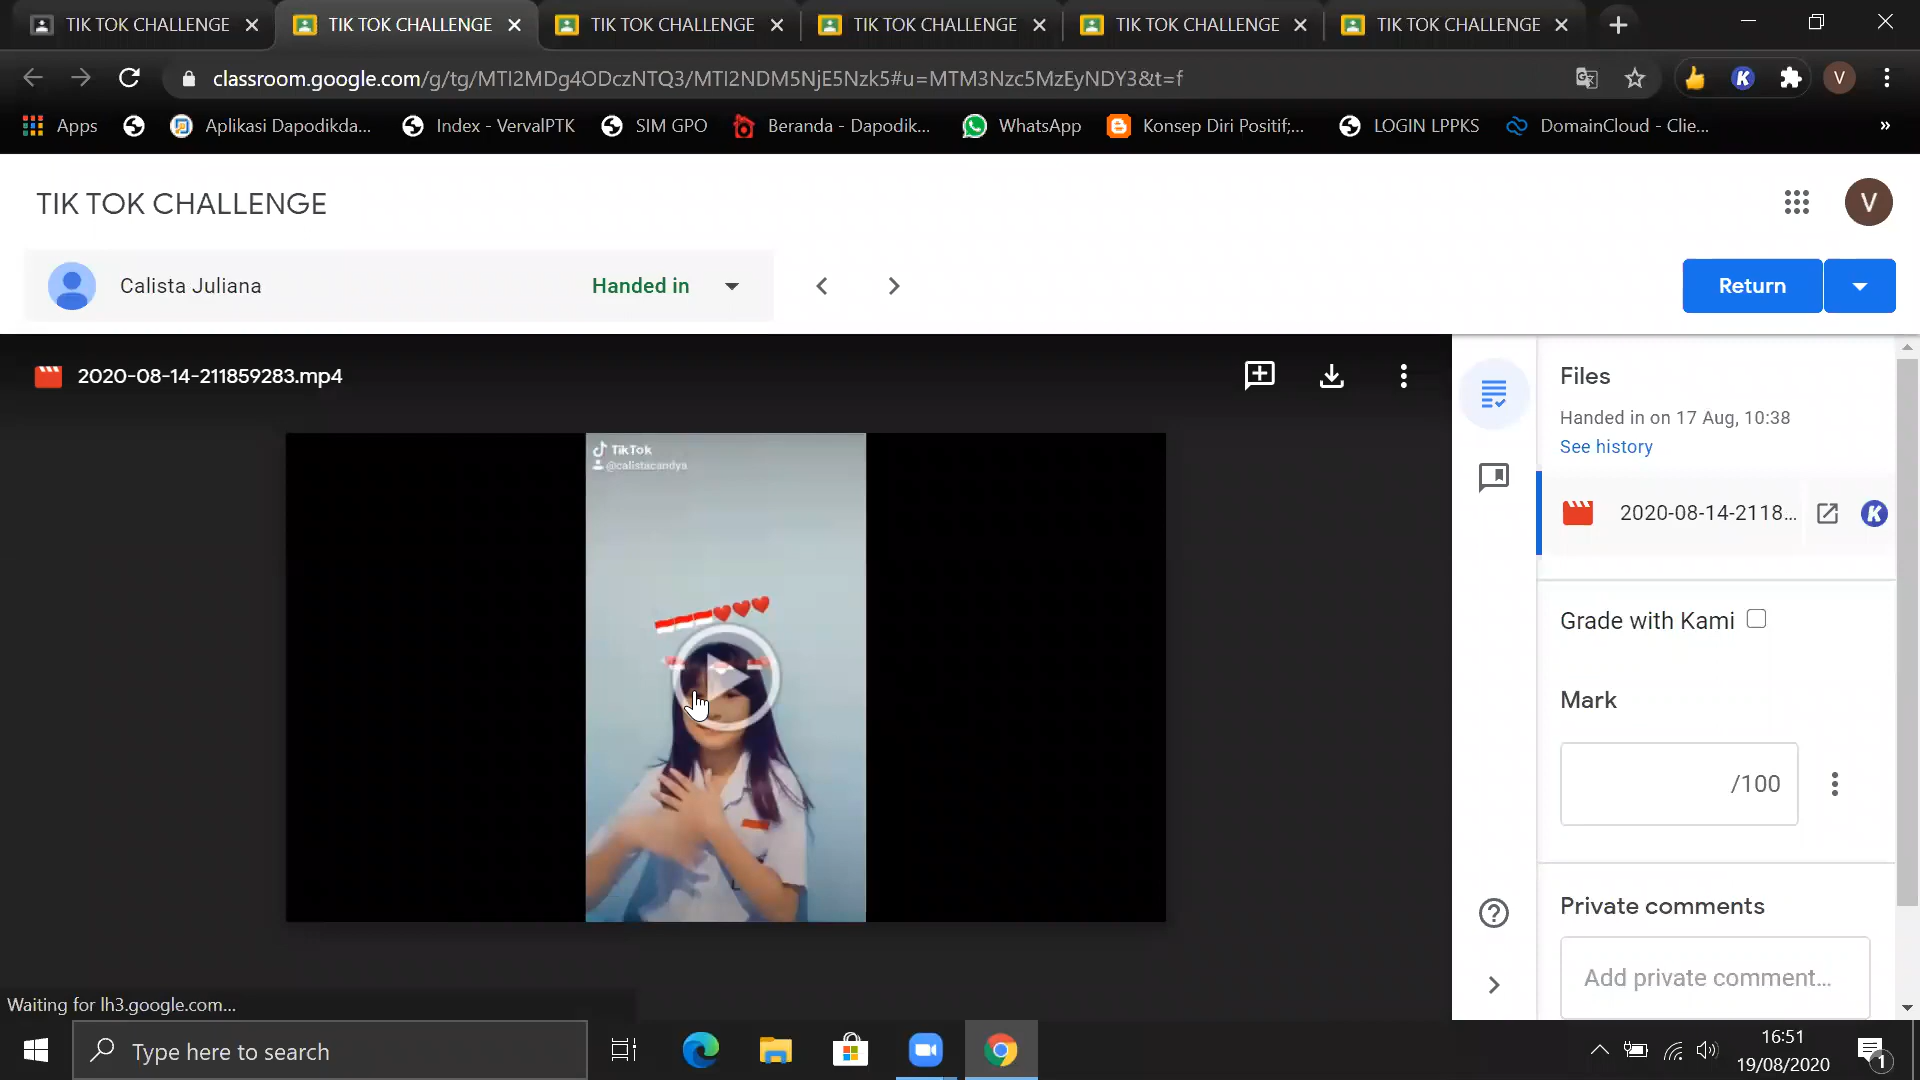 TIK TOK CHALLENGE
TIK TOK CHALLENGE
TIK TOK CHALLENGE
TIK TOK CHALLENGE
TIK TOK CHALLENGE
TIK TOK CHALLENGE
classroom.google.com/g/tg/MTI2MDg4ODczNTQ3/MTI2NDM5NjE5Nzk5#u=MTM3Nzc5MzEyNDY3&t=f
K
V
Apps
Aplikasi Dapodikda...
Index - VervalPTK
SIM GPO
Beranda - Dapodik...
WhatsApp
Konsep Diri Positif;...
LOGIN LPPKS
DomainCloud - Clie...
»
TIK TOK CHALLENGE
V
Calista Juliana
Handed in
Return
2020-08-14-211859283.mp4
TikTok
@calistacandya
Files
Handed in on 17 Aug, 10:38
See history
2020-08-14-2118...
K
Grade with Kami
Mark
/100
Private comments
Add private comment...
Waiting for lh3.google.com...
Type here to search
16:51
19/08/2020
1